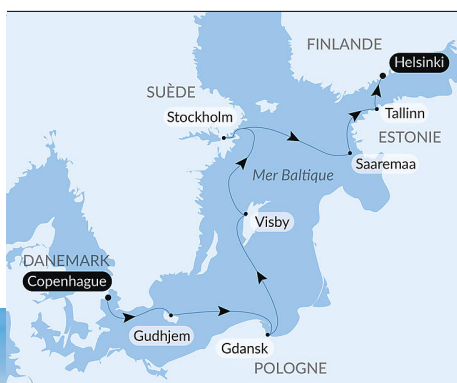 FINLANDE
Helsinki
SUÈDE
Stockholm
Tallinn
ESTONIE
Saaremaa
Mer Baltique
Visby
DANEMARK
Copenhague
Gudhjem
Gdansk
POLOGNE